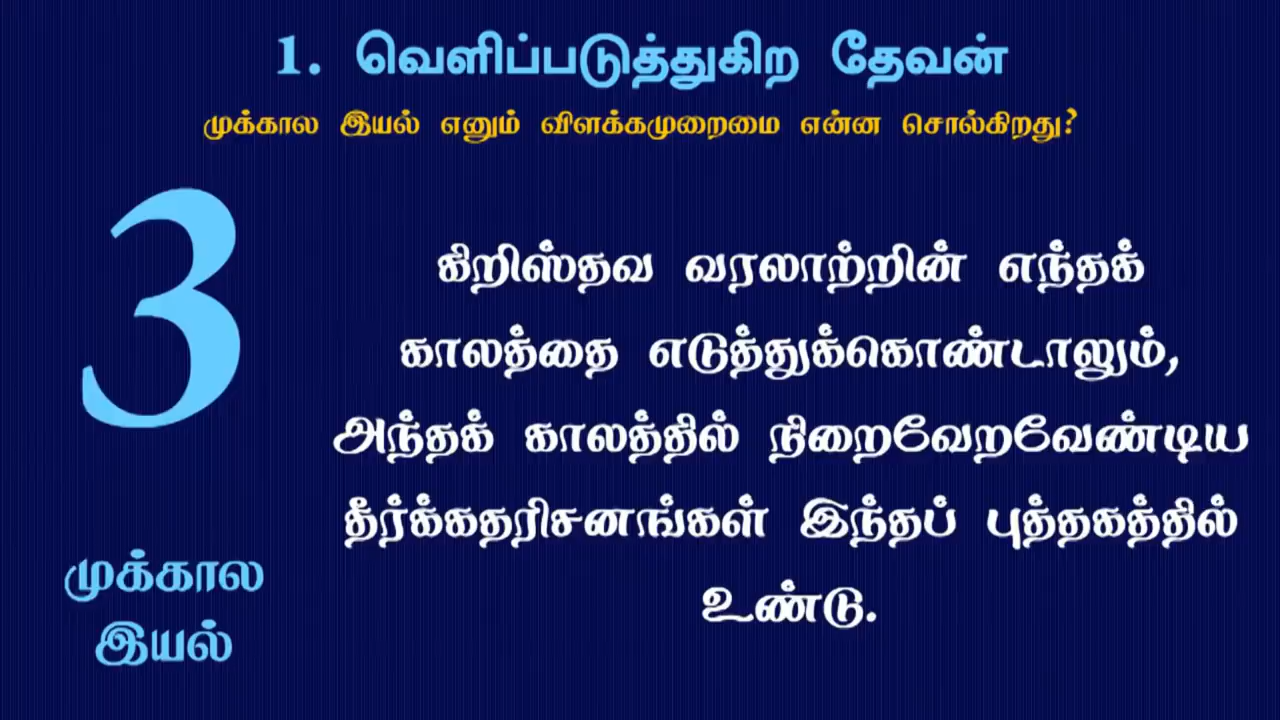 1. வெளிப்படுத்துகிற தேவன்
முக்கால இயல் எனும் விளக்கமுறைமை என்ன சொல்கிறது?
3
கிறிஸ்தவ வரலாற்றின் எந்தக்
காலத்தை எடுத்துக்கொண்டாலும்,
அந்தக் காலத்தில் நிறைவேறவேண்டிய
தீர்க்கதரிசனங்கள் இந்தப் புத்தகத்தில்
உண்டு.
முக்கால
இயல்